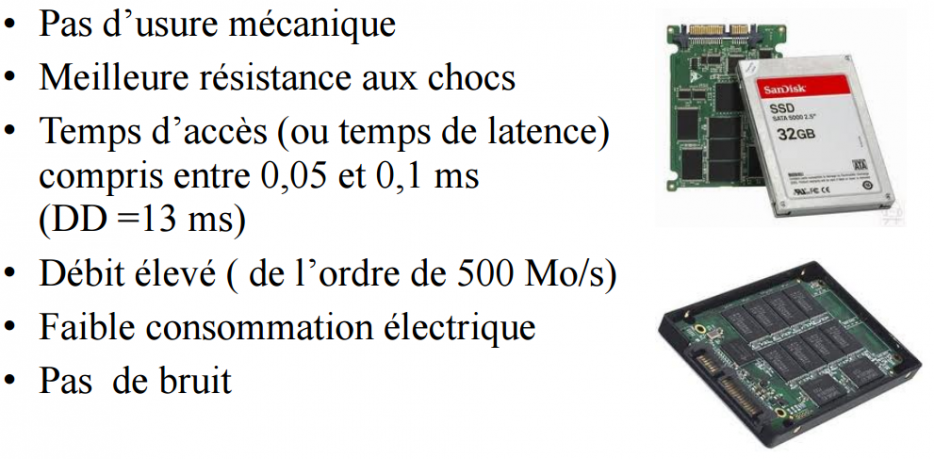 • Pas d’usure mécanique
• Meilleure résistance aux chocs
• Temps d’accès (ou temps de latence)
compris entre 0,05 et 0,1 ms
(DD =13 ms)
• Débit élevé ( de l’ordre de 500 Mo/s)
• Faible consommation électrique
• Pas  de bruit
SanDisk
SSD
SATA 5000 2.5"
32GB
SATA